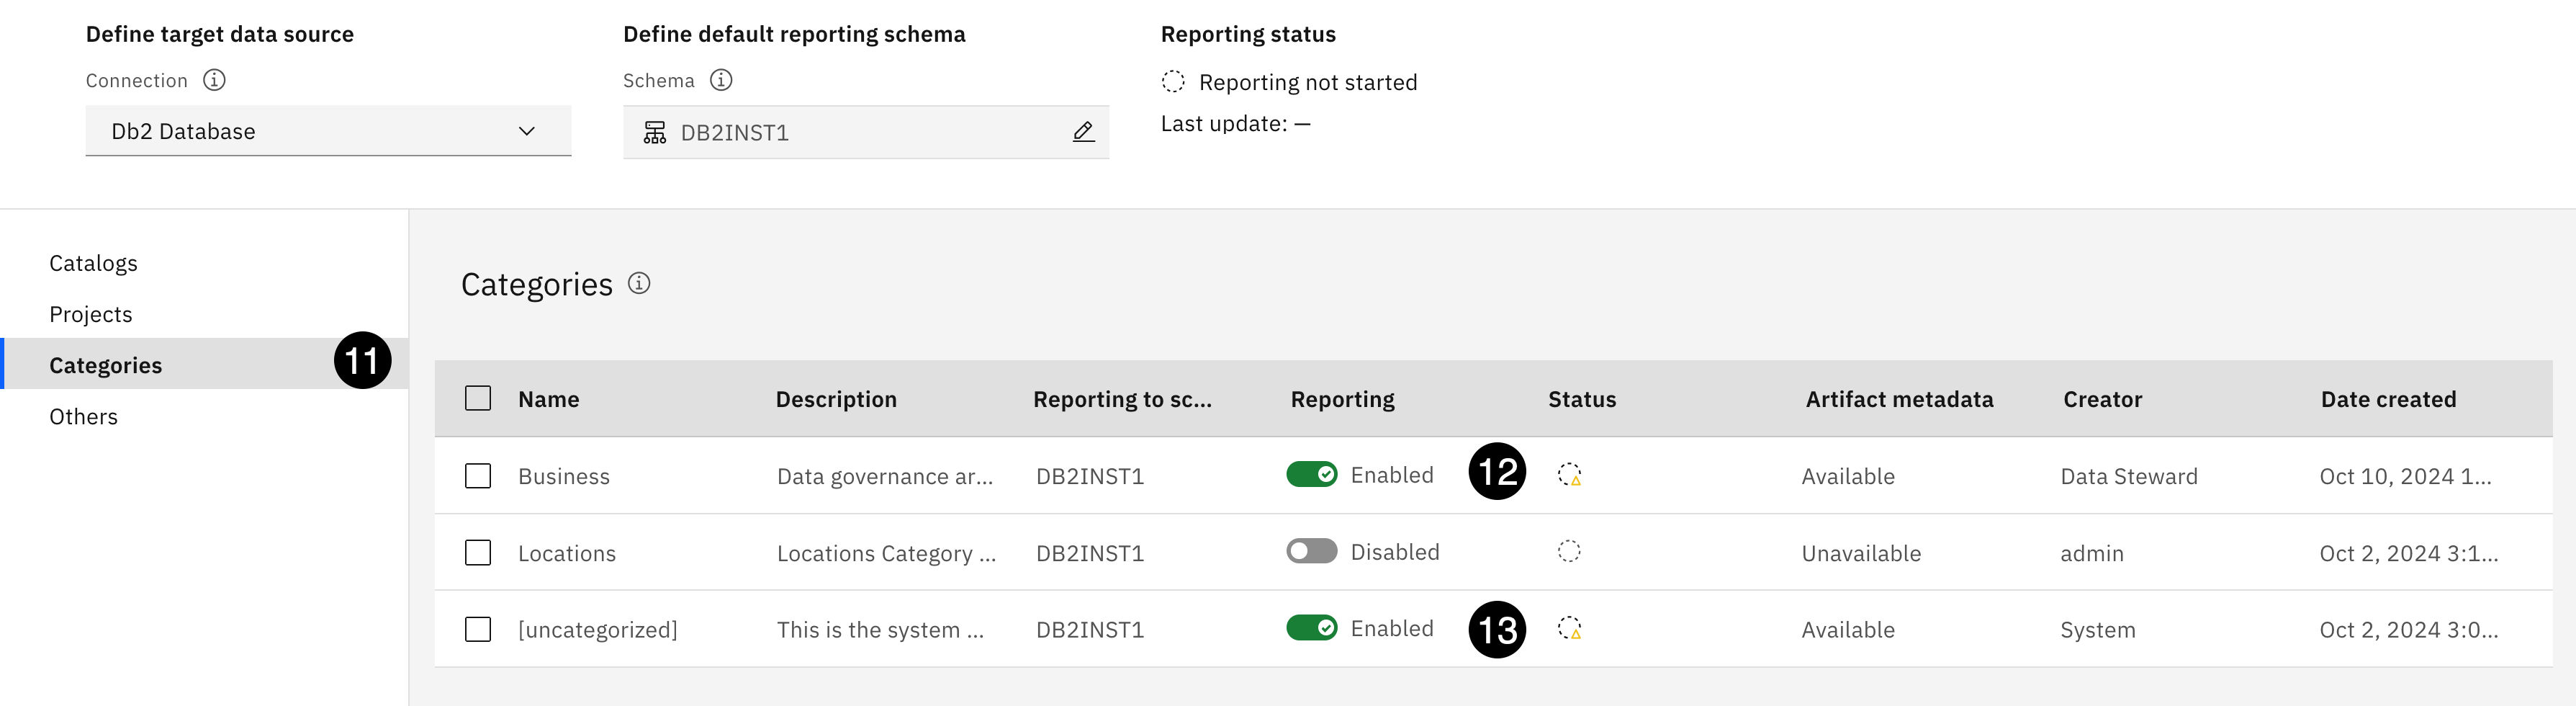 Define target data source
Define default reporting schema
Reporting status
Connection
Schema
Reporting not started
Db2 Database
DB2INST1
Last update: —
Catalogs
Projects
Categories
11
Others
Categories
Name Description Reporting to sc... Reporting Status Artifact metadata Creator Date created
Business Data governance ar... DB2INST1 Enabled 12 Available Data Steward Oct 10, 2024 1...
Locations Locations Category ... DB2INST1 Disabled Unavailable admin Oct 2, 2024 3:1...
[uncategorized] This is the system ... DB2INST1 Enabled 13 Available System Oct 2, 2024 3:0...